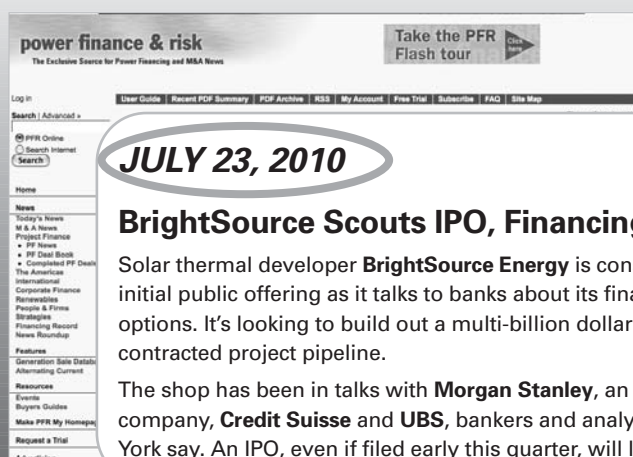 power finance & risk
The Exclusive Source for Power Financing and M&A News
Take the PFR
Flash tour
Click here
Log in
User Guide | Recent PDF Summary | PDF Archive | RSS | My Account | Free Trial | Subscribe | FAQ | Site Map
Search | Advanced »
PFR Online
Search Internet
Search
Home
News
Today's News
M & A News
Project Finance
• PF News
• PF Deal Book
• Completed PF Deals
The Americas
International
Corporate Finance
Renewables
People & Firms
Strategies
Financing Record
News Roundup
Features
Generation Sale
Alternating Current
Resources
Events
Buyers Guides
Make PFR My
Request a Trial
JULY 23, 2010
BrightSource Scouts IPO, Financing
Solar thermal developer BrightSource Energy is con
initial public offering as it talks to banks about its fina
options. It's looking to build out a multi-billion dollar
contracted project pipeline.
The shop has been in talks with Morgan Stanley, an
company, Credit Suisse and UBS, bankers and analy
York say. An IPO, even if filed early this quarter, will